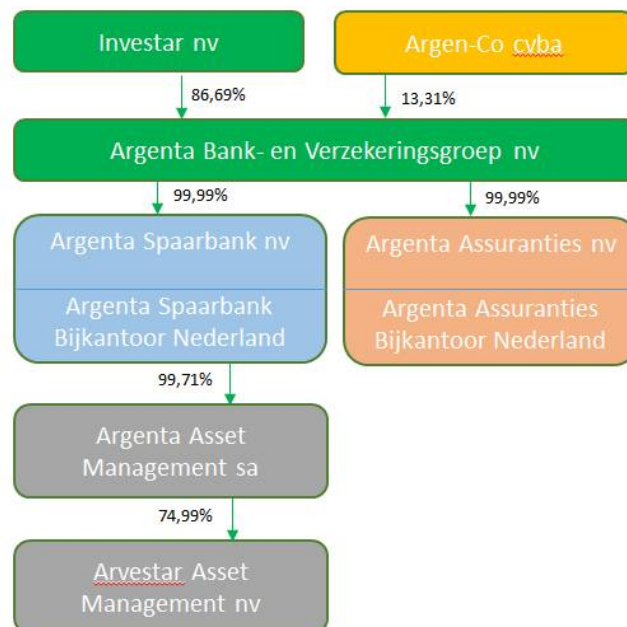 Investar nv
Argen-Co cvba
86,69%
13,31%
Argenta Bank- en Verzekeringsgroep nv
99,99%
99,99%
Argenta Spaarbank nv
Argenta Assuranties nv
Argenta Spaarbank
Bijkantoor Nederland
Argenta Assuranties
Bijkantoor Nederland
99,71%
Argenta Asset
Management sa
74,99%
Arvestar Asset
Management nv